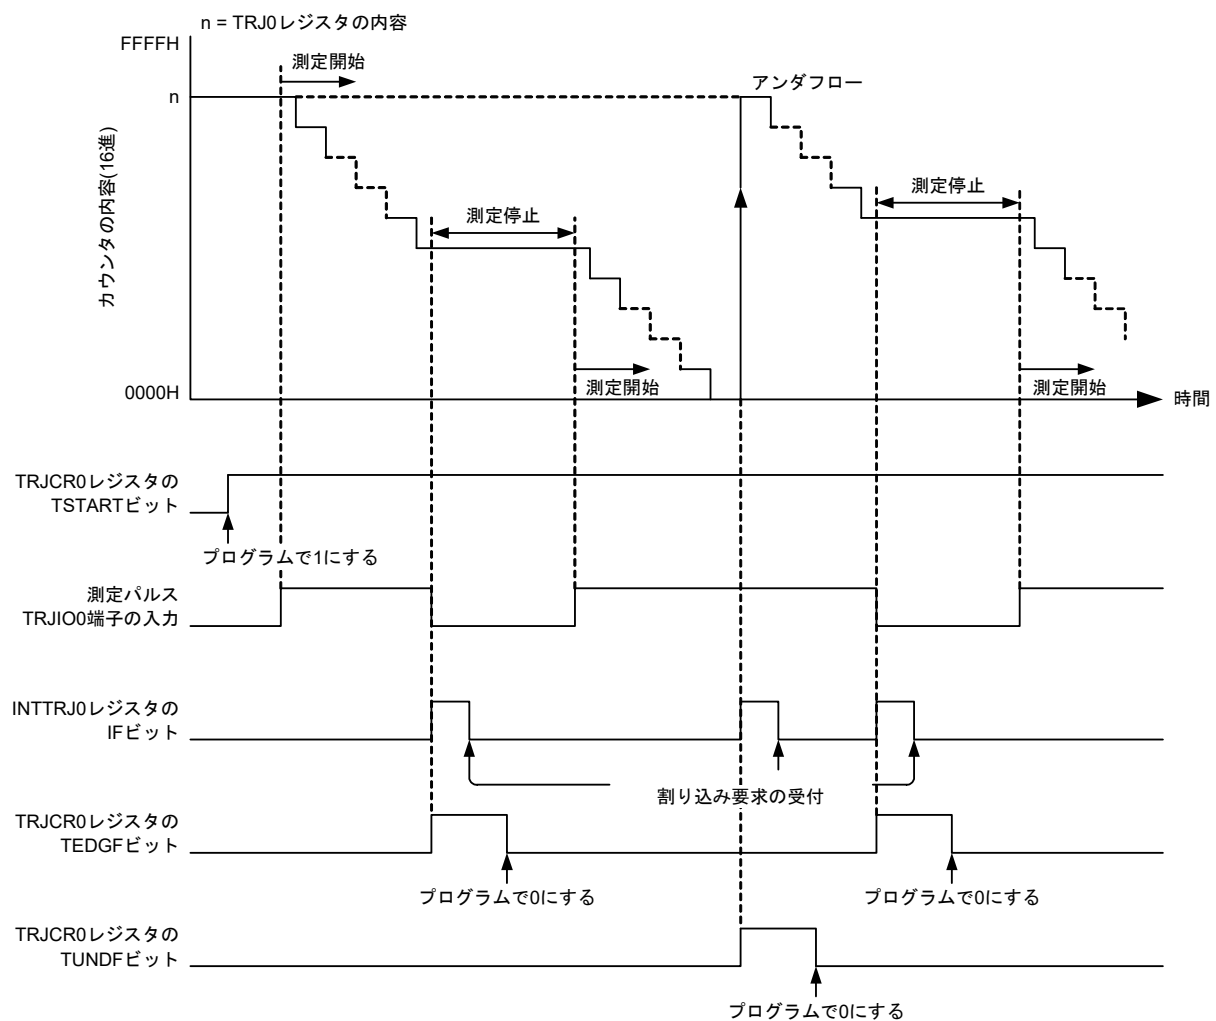 n = TRJ0レジスタの内容
FFFFH
測定開始
アンダフロー
n
カウンタの内容(16進)
測定停止
測定停止
測定開始
測定開始
0000H
時間
TRJCR0レジスタの
TSTARTビット
プログラムで1にする
測定パルス
TRJIO0端子の入力
INTTRJ0レジスタの
IFビット
割り込み要求の受付
TRJCR0レジスタの
TEDGFビット
プログラムで0にする
プログラムで0にする
TRJCR0レジスタの
TUNDFビット
プログラムで0にする